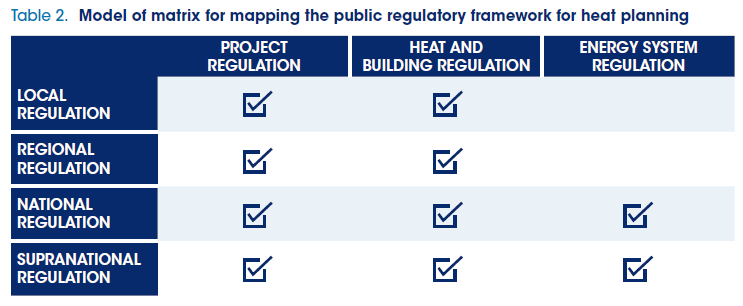 Table 2. Model of matrix for mapping the public regulatory framework for heat planning
PROJECT
REGULATION
HEAT AND
BUILDING REGULATION
ENERGY SYSTEM
REGULATION
LOCAL
REGULATION
REGIONAL
REGULATION
NATIONAL
REGULATION
SUPRANATIONAL
REGULATION